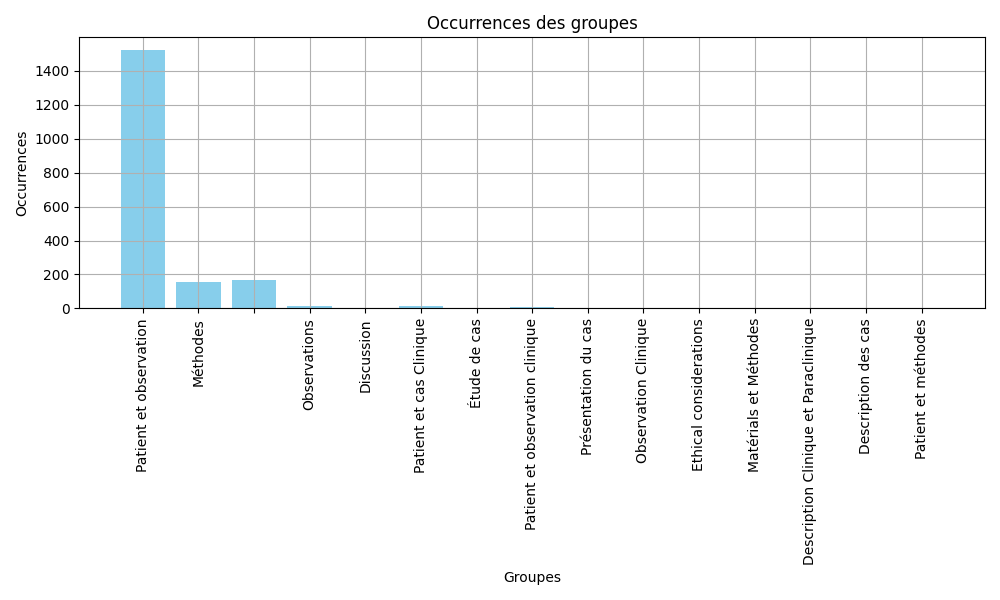 Occurrences des groupes
Occurrences
1400
1200
1000
800
600
400
200
0
Patient et observation
Méthodes
Observations
Discussion
Patient et cas Clinique
Étude de cas
Patient et observation clinique
Présentation du cas
Observation Clinique
Ethical considerations
Matérials et Méthodes
Description Clinique et Paraclinique
Description des cas
Patient et méthodes
Groupes